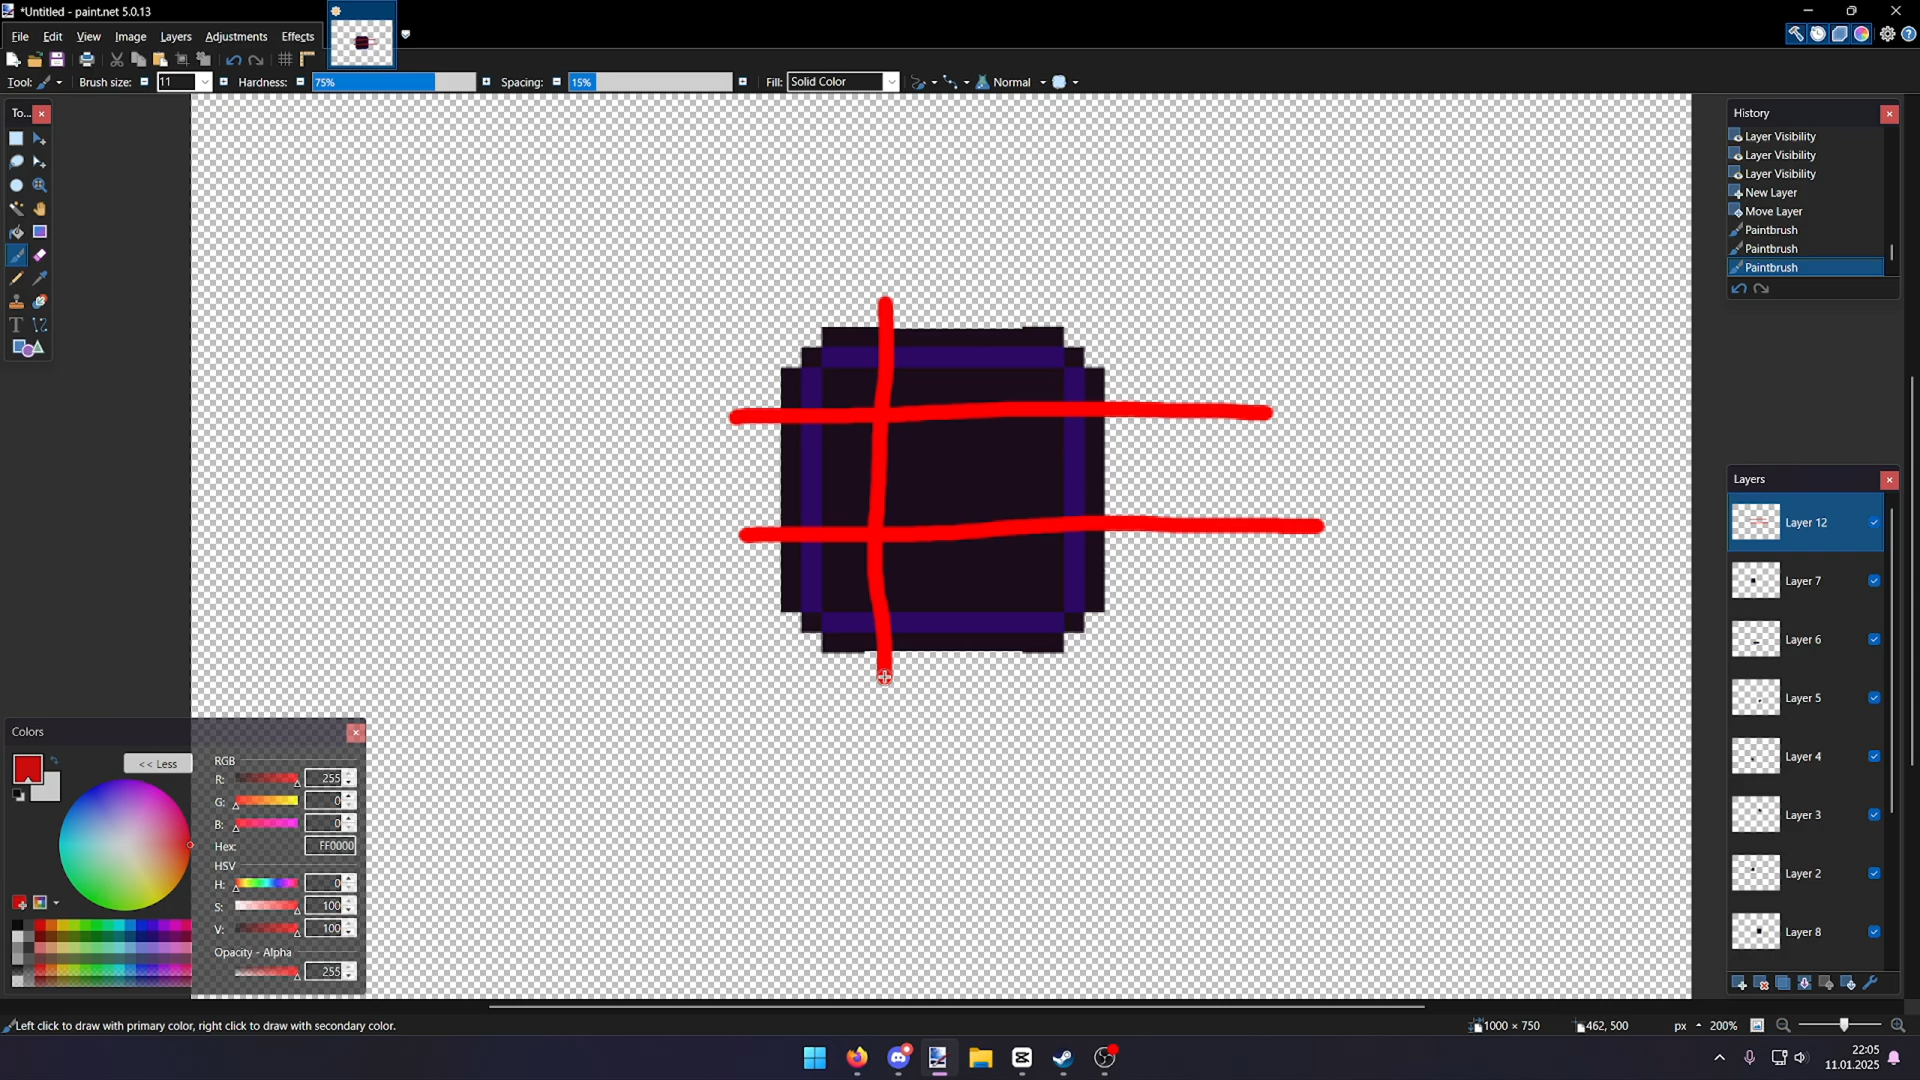 *Untitled - paint.net 5.0.13
File Edit View Image Layers Adjustments Effects
Tool: Brush size: 11 Hardness: 75% Spacing: 15% Fill: Solid Color Normal
To...
History
Layer Visibility
Layer Visibility
Layer Visibility
New Layer
Move Layer
Paintbrush
Paintbrush
Paintbrush
Layers
Layer 12
Layer 7
Layer 6
Layer 5
Layer 4
Layer 3
Layer 2
Layer 8
Colors
<< Less
RGB
R: 255
G: 0
B: 0
Hex: FF0000
HSV
H: 0
S: 100
V: 100
Opacity - Alpha
255
Left click to draw with primary color, right click to draw with secondary color.
1000 × 750 462, 500 px 200%
22:05
11.01.2025